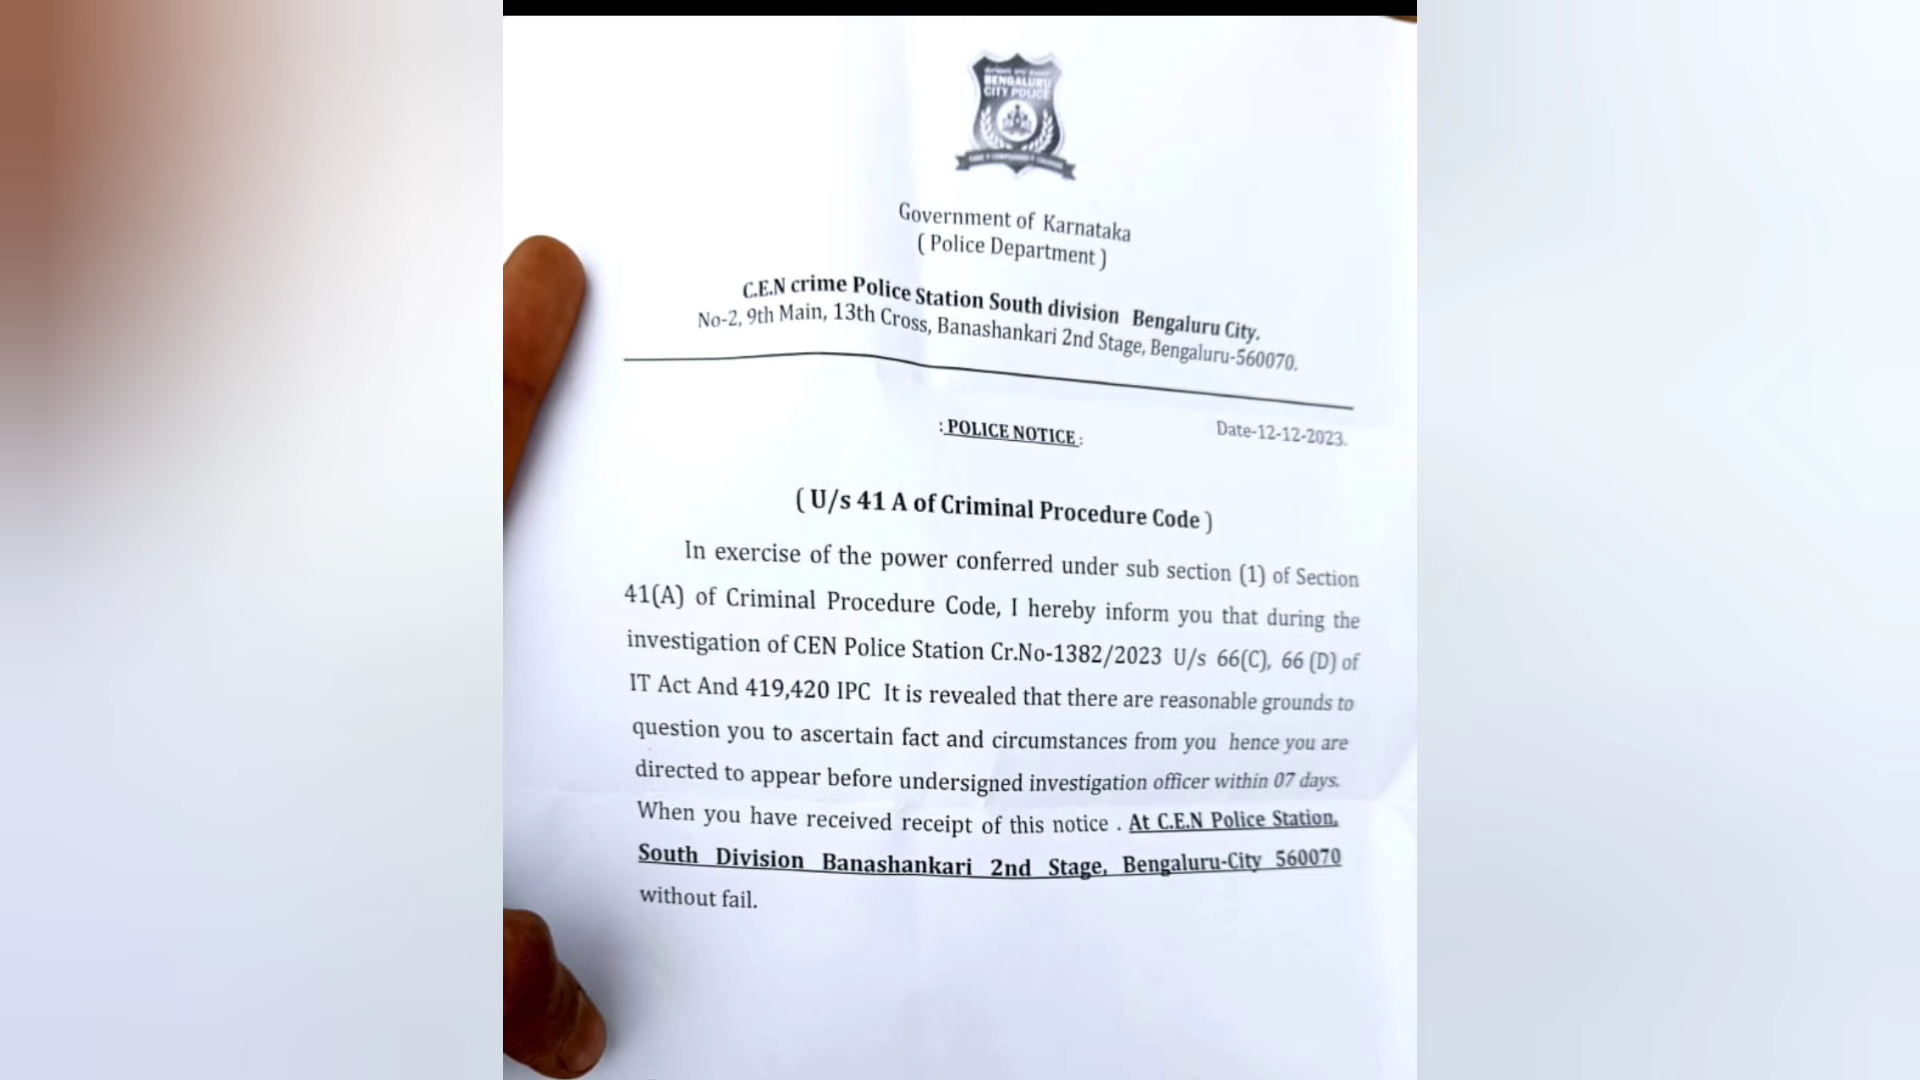 BENGALURU
CITY POLICE
Government of Karnataka
( Police Department )
C.E.N crime Police Station South division Bengaluru City.
No-2, 9th Main, 13th Cross, Banashankari 2nd Stage, Bengaluru-560070.
: POLICE NOTICE :
Date-12-12-2023.
( U/s 41 A of Criminal Procedure Code )
In exercise of the power conferred under sub section (1) of Section
41(A) of Criminal Procedure Code, I hereby inform you that during the
investigation of CEN Police Station Cr.No-1382/2023 U/s 66(C), 66 (D) of
IT Act And 419,420 IPC It is revealed that there are reasonable grounds to
question you to ascertain fact and circumstances from you hence you are
directed to appear before undersigned investigation officer within 07 days.
When you have received receipt of this notice . At C.E.N Police Station,
South Division Banashankari 2nd Stage, Bengaluru-City 560070
without fail.